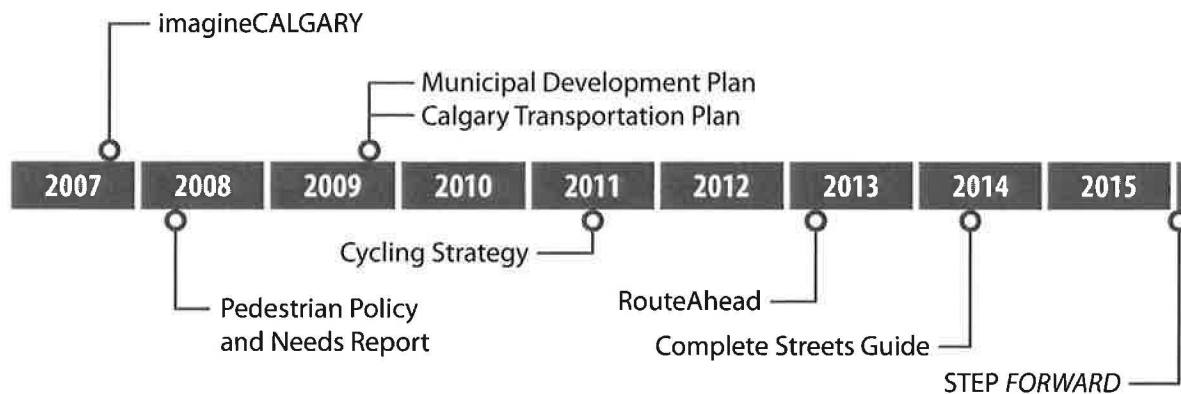 imagineCALGARY
Municipal Development Plan
Calgary Transportation Plan
2007 2008 2009 2010 2011 2012 2013 2014 2015
Cycling Strategy
Pedestrian Policy
and Needs Report
RouteAhead
Complete Streets Guide
STEP FORWARD